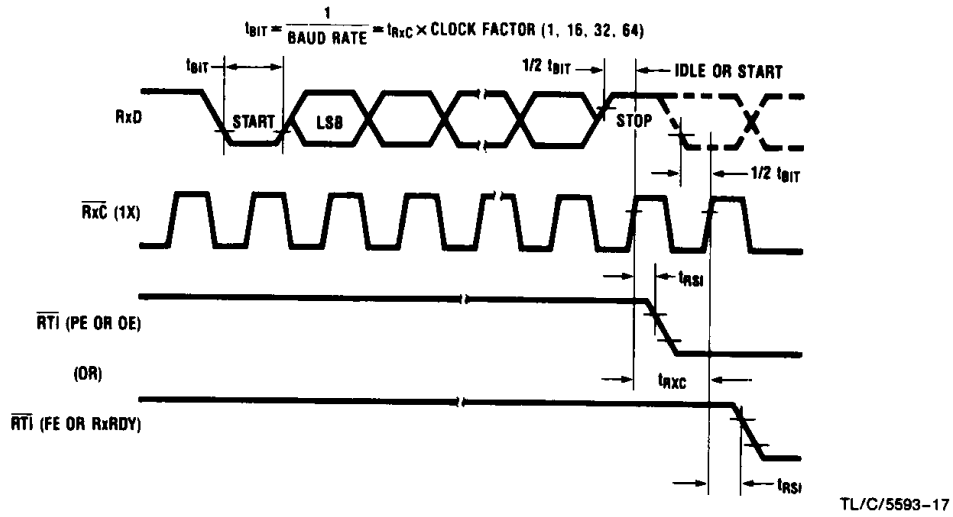 tBIT = 1 / BAUD RATE = tRxC × CLOCK FACTOR (1, 16, 32, 64)
tBIT
1/2 tBIT
IDLE OR START
RxD
START
LSB
STOP
1/2 tBIT
RxC (1X)
tRSI
RTI (PE OR OE)
(OR)
tRXC
RTI (FE OR RxRDY)
tRSI
TL/C/5593–17